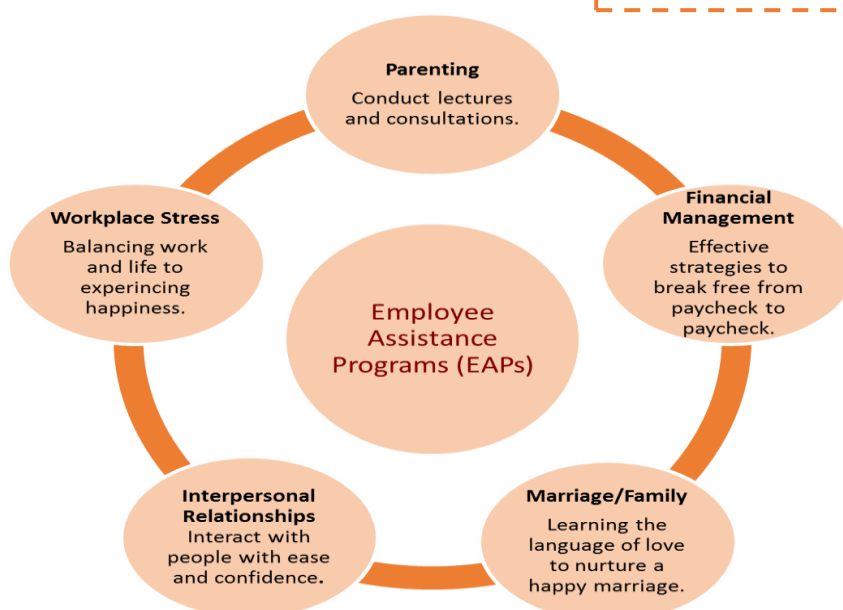 Parenting
Conduct lectures
and consultations.
Financial
Management
Effective
strategies to
break free from
paycheck to
paycheck.
Marriage/Family
Learning the
language of love
to nurture a
happy marriage.
Interpersonal
Relationships
Interact with
people with ease
and confidence.
Workplace Stress
Balancing work
and life to
experincing
happiness.
Employee
Assistance
Programs (EAPs)